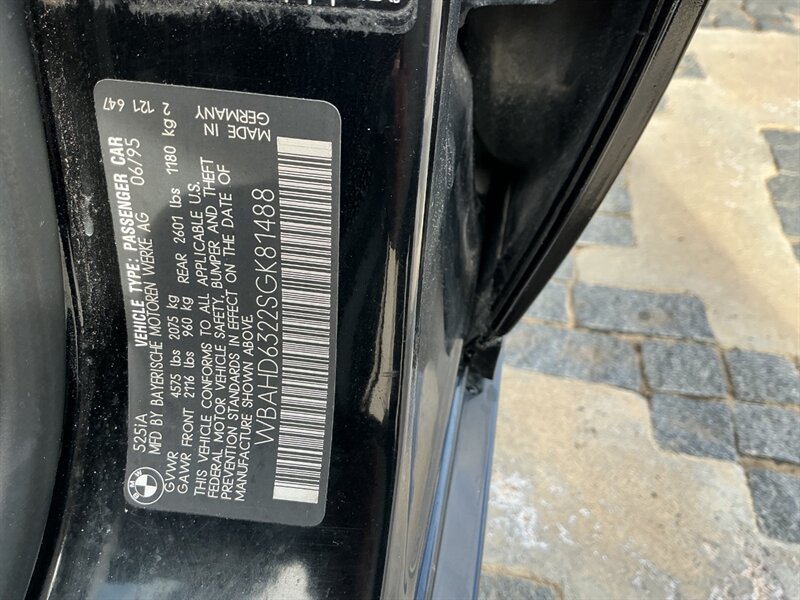 525iA VEHICLE TYPE: PASSENGER CAR 2 121 647
MFD BY BAYERISCHE MOTOREN WERKE AG 06/95
GVWR 4575 lbs 2075 kg
GAWR FRONT 2116 lbs 960 kg REAR 2601 lbs 1180 kg
THIS VEHICLE CONFORMS TO ALL APPLICABLE U.S.
FEDERAL MOTOR VEHICLE SAFETY, BUMPER AND THEFT
PREVENTION STANDARDS IN EFFECT ON THE DATE OF
MANUFACTURE SHOWN ABOVE.
MADE IN
GERMANY
WBAHD6322SGK81488
BMW